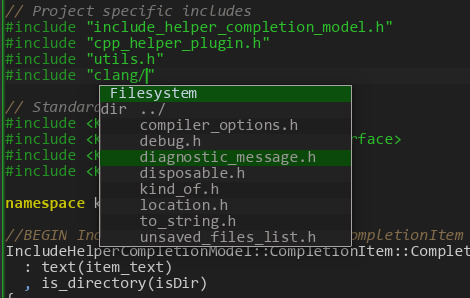 // Project specific includes
#include "include_helper_completion_model.h"
#include "cpp_helper_plugin.h"
#include "utils.h"
#include "clang/"
Filesystem
dir ../
compiler_options.h
debug.h
diagnostic_message.h
disposable.h
kind_of.h
location.h
to_string.h
unsaved_files_list.h
// Standar
#include <K
#include <K rface>
#include <K
#include <K
namespace k
//BEGIN Inc mpletionItem
IncludeHelperCompletionModel::CompletionItem::Complet
: text(item_text)
, is_directory(isDir)
{